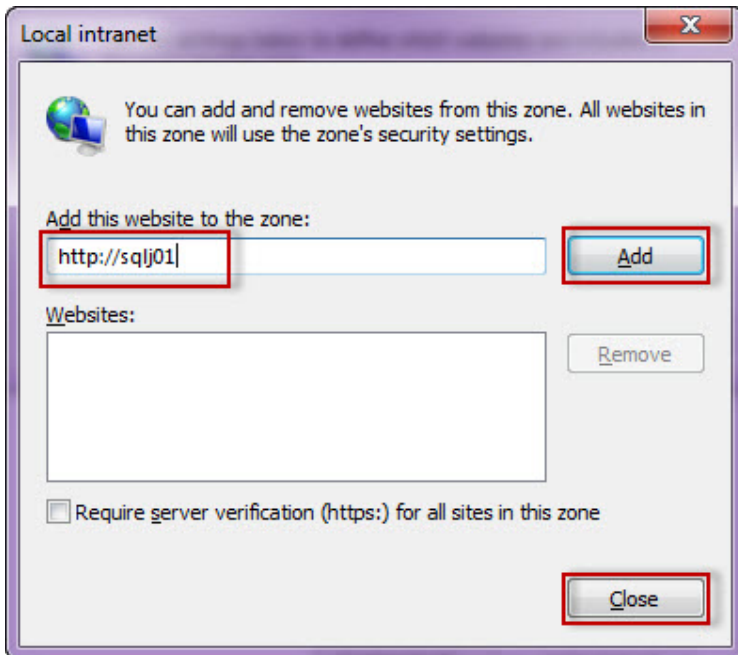 Local intranet
You can add and remove websites from this zone. All websites in
this zone will use the zone's security settings.
Add this website to the zone:
http://sqlj01
Add
Websites:
Remove
Require server verification (https:) for all sites in this zone
Close